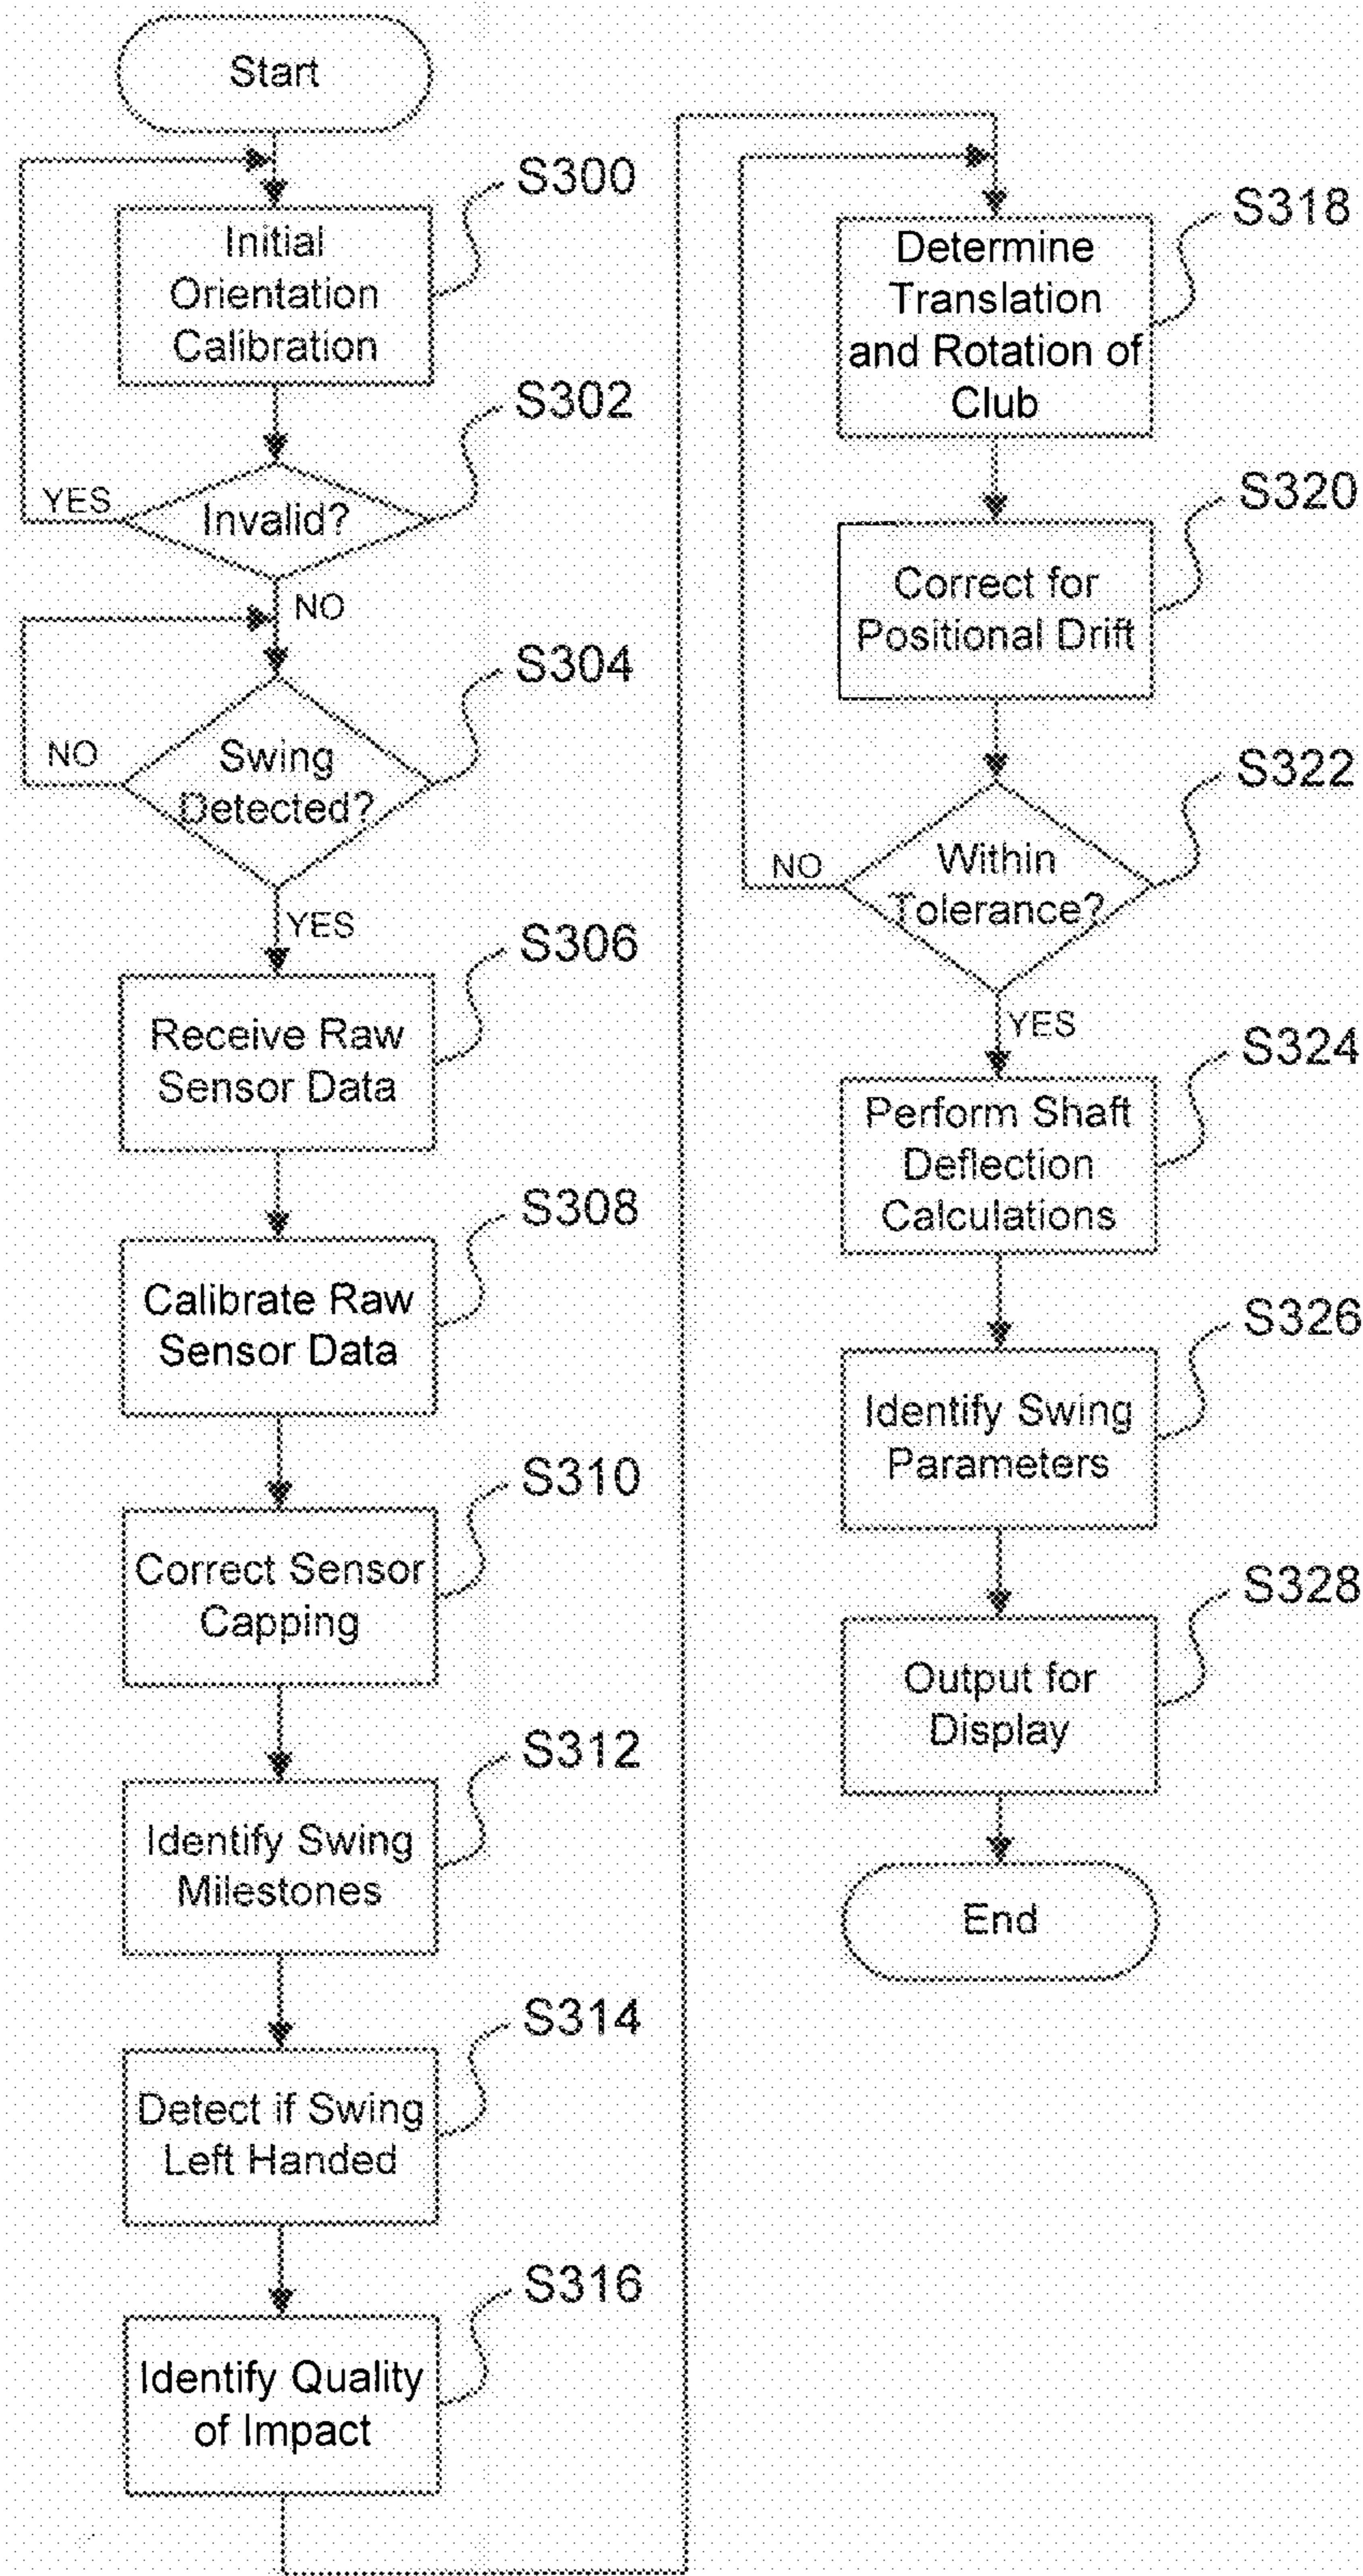 Start
S300
Initial
Orientation
Calibration
S302
YES
Invalid?
NO
S304
NO
Swing
Detected?
YES
S306
Receive Raw
Sensor Data
S308
Calibrate Raw
Sensor Data
S310
Correct Sensor
Capping
S312
Identify Swing
Milestones
S314
Detect if Swing
Left Handed
S316
Identify Quality
of Impact
S318
Determine
Translation
and Rotation of
Club
S320
Correct for
Positional Drift
S322
NO
Within
Tolerance?
YES
S324
Perform Shaft
Deflection
Calculations
S326
Identify Swing
Parameters
S328
Output for
Display
End